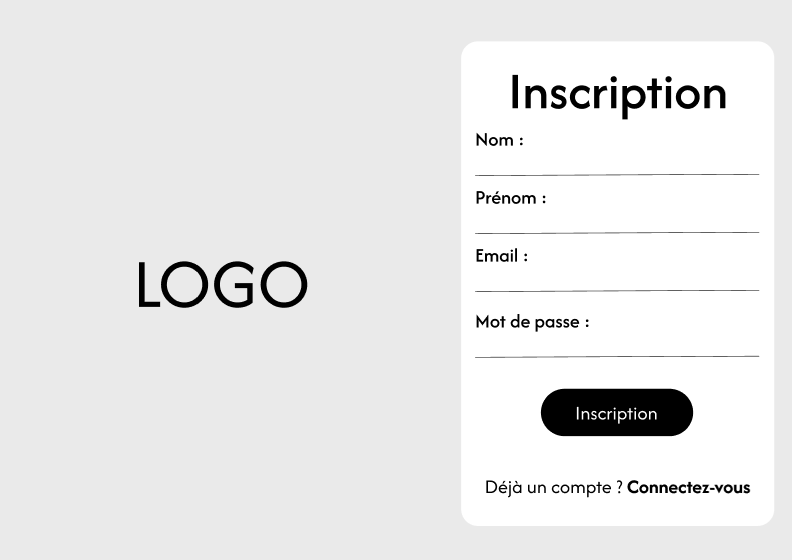 LOGO
Inscription
Nom :
Prénom :
Email :
Mot de passe :
Inscription
Déjà un compte ? Connectez-vous